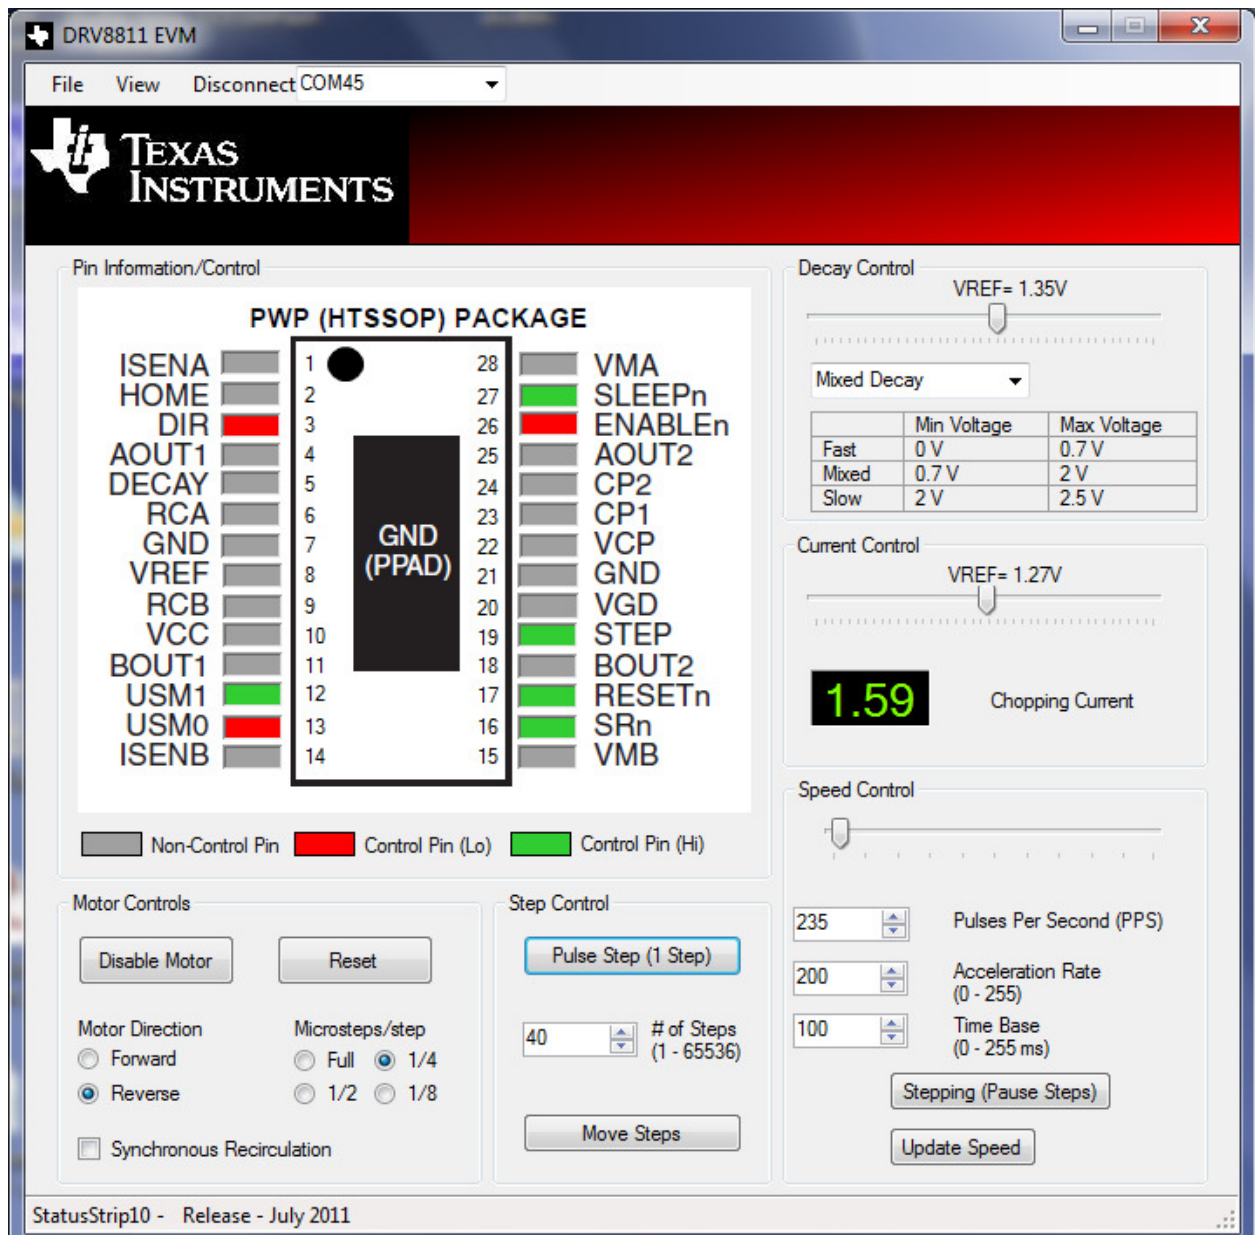 DRV8811 EVM
File View Disconnect COM45
TEXAS
INSTRUMENTS
Pin Information/Control
PWP (HTSSOP) PACKAGE
ISENA 1 28 VMA
HOME 2 27 SLEEPn
DIR 3 26 ENABLEn
AOUT1 4 25 AOUT2
DECAY 5 24 CP2
RCA 6 23 CP1
GND 7 22 VCP
VREF 8 21 GND
RCB 9 20 VGD
VCC 10 19 STEP
BOUT1 11 18 BOUT2
USM1 12 17 RESETn
USM0 13 16 SRn
ISENB 14 15 VMB
GND
(PPAD)
Non-Control Pin Control Pin (Lo) Control Pin (Hi)
Decay Control
VREF= 1.35V
Mixed Decay
Min Voltage Max Voltage
Fast 0 V 0.7 V
Mixed 0.7 V 2 V
Slow 2 V 2.5 V
Current Control
VREF= 1.27V
1.59 Chopping Current
Motor Controls
Disable Motor Reset
Motor Direction Microsteps/step
Forward Full 1/4
Reverse 1/2 1/8
Synchronous Recirculation
Step Control
Pulse Step (1 Step)
40 # of Steps
(1 - 65536)
Move Steps
Speed Control
235 Pulses Per Second (PPS)
200 Acceleration Rate
(0 - 255)
100 Time Base
(0 - 255 ms)
Stepping (Pause Steps)
Update Speed
StatusStrip10 - Release - July 2011